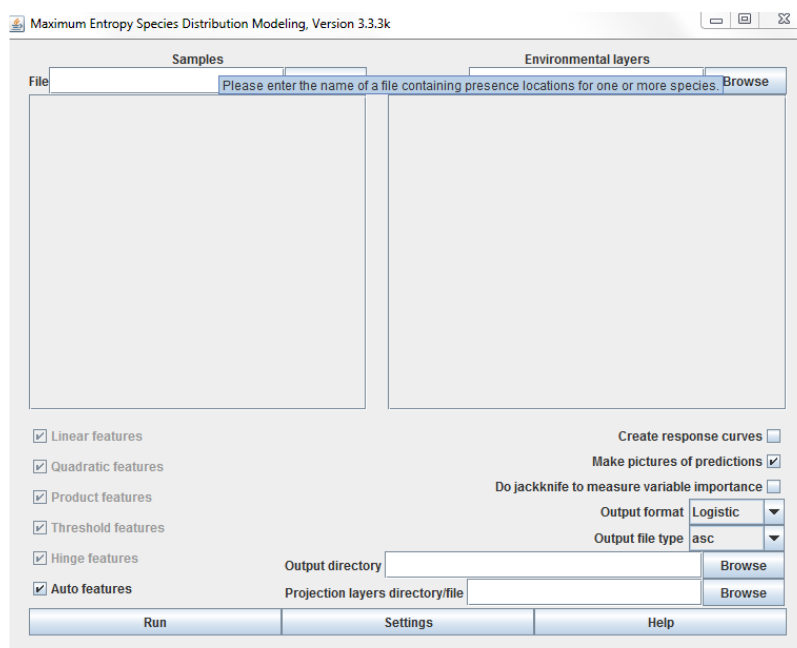 Maximum Entropy Species Distribution Modeling, Version 3.3.3k
Samples
Environmental layers
File
Browse
Please enter the name of a file containing presence locations for one or more species.
Linear features
Quadratic features
Product features
Threshold features
Hinge features
Auto features
Create response curves
Make pictures of predictions
Do jackknife to measure variable importance
Output format Logistic
Output file type asc
Output directory Browse
Projection layers directory/file Browse
Run Settings Help